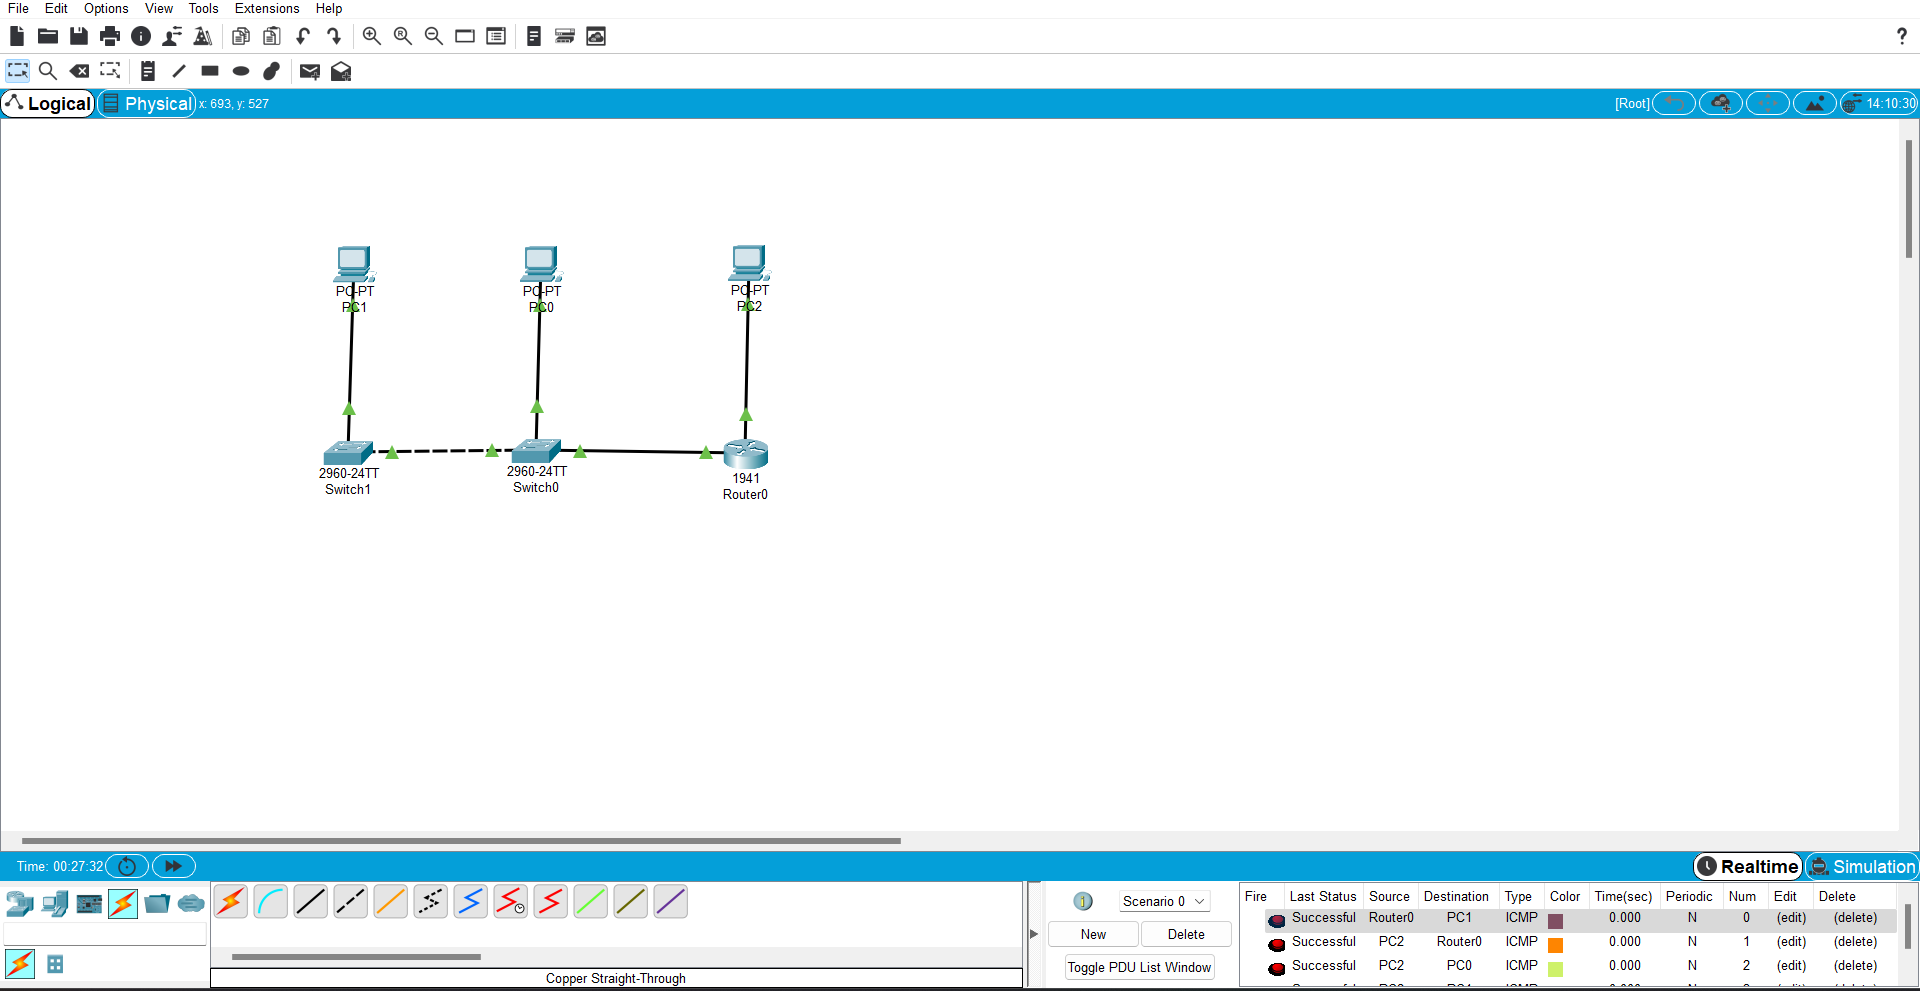 File Edit Options View Tools Extensions Help
?
Logical Physical x: 693, y: 527 [Root] 14:10:30
PC-PT PC-PT PC-PT
PC1 PC0 PC2
2960-24TT 2960-24TT 1941
Switch1 Switch0 Router0
Time: 00:27:32 Realtime Simulation
Scenario 0 Fire Last Status Source Destination Type Color Time(sec) Periodic Num Edit Delete
Successful Router0 PC1 ICMP 0.000 N 0 (edit) (delete)
New Delete Successful PC2 Router0 ICMP 0.000 N 1 (edit) (delete)
Toggle PDU List Window Successful PC2 PC0 ICMP 0.000 N 2 (edit) (delete)
Copper Straight-Through